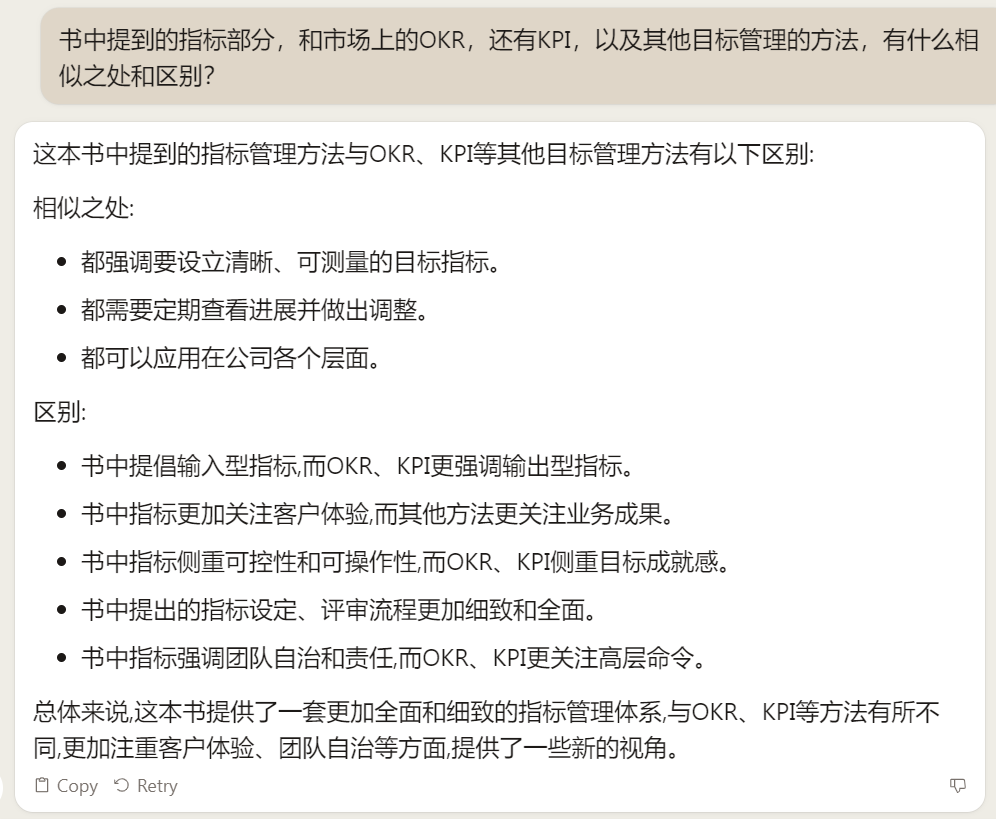 书中提到的指标部分，和市场上的OKR，还有KPI，以及其他目标管理的方法，有什么相
似之处和区别？
这本书中提到的指标管理方法与OKR、KPI等其他目标管理方法有以下区别:
相似之处:
都强调要设立清晰、可测量的目标指标。
都需要定期查看进展并做出调整。
都可以应用在公司各个层面。
区别:
书中提倡输入型指标,而OKR、KPI更强调输出型指标。
书中指标更加关注客户体验,而其他方法更关注业务成果。
书中指标侧重可控性和可操作性,而OKR、KPI侧重目标成就感。
书中提出的指标设定、评审流程更加细致和全面。
书中指标强调团队自治和责任,而OKR、KPI更关注高层命令。
总体来说,这本书提供了一套更加全面和细致的指标管理体系,与OKR、KPI等方法有所不
同,更加注重客户体验、团队自治等方面,提供了一些新的视角。
Copy Retry